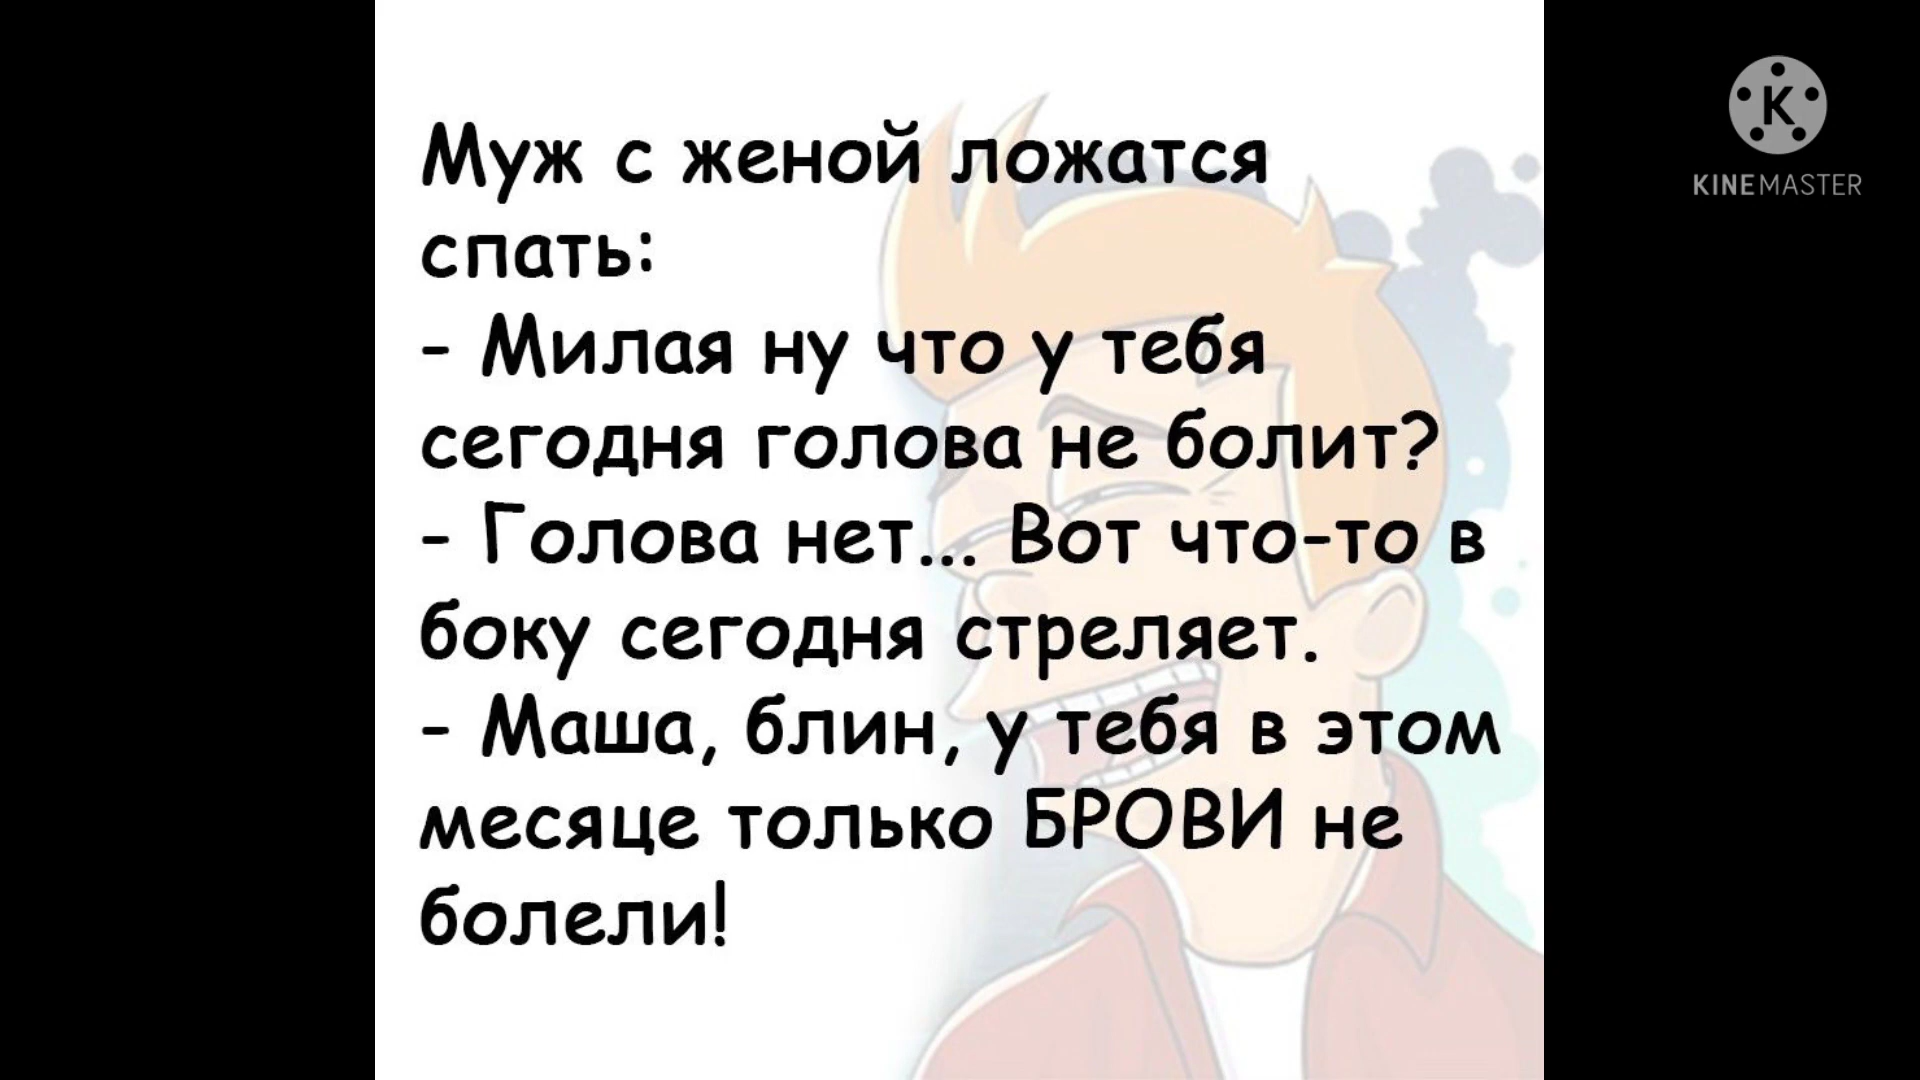 Муж с женой ложатся
спать:
- Милая ну что у тебя
сегодня голова не болит?
- Голова нет... Вот что-то в
боку сегодня стреляет.
- Маша, блин, у тебя в этом
месяце только БРОВИ не
болели!
K
KINEMASTER